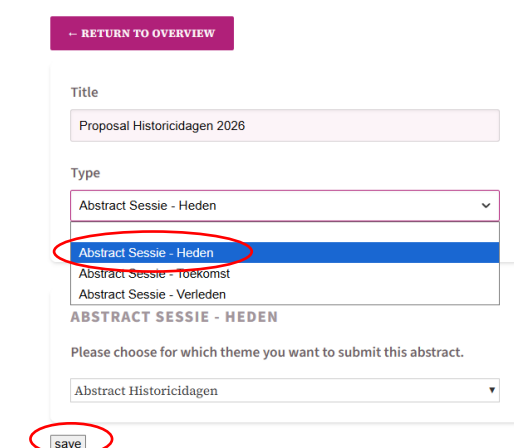 ← RETURN TO OVERVIEW
Title
Proposal Historicidagen 2026
Type
Abstract Sessie - Heden
Abstract Sessie - Heden
Abstract Sessie - Toekomst
Abstract Sessie - Verleden
ABSTRACT SESSIE - HEDEN
Please choose for which theme you want to submit this abstract.
Abstract Historicidagen
save